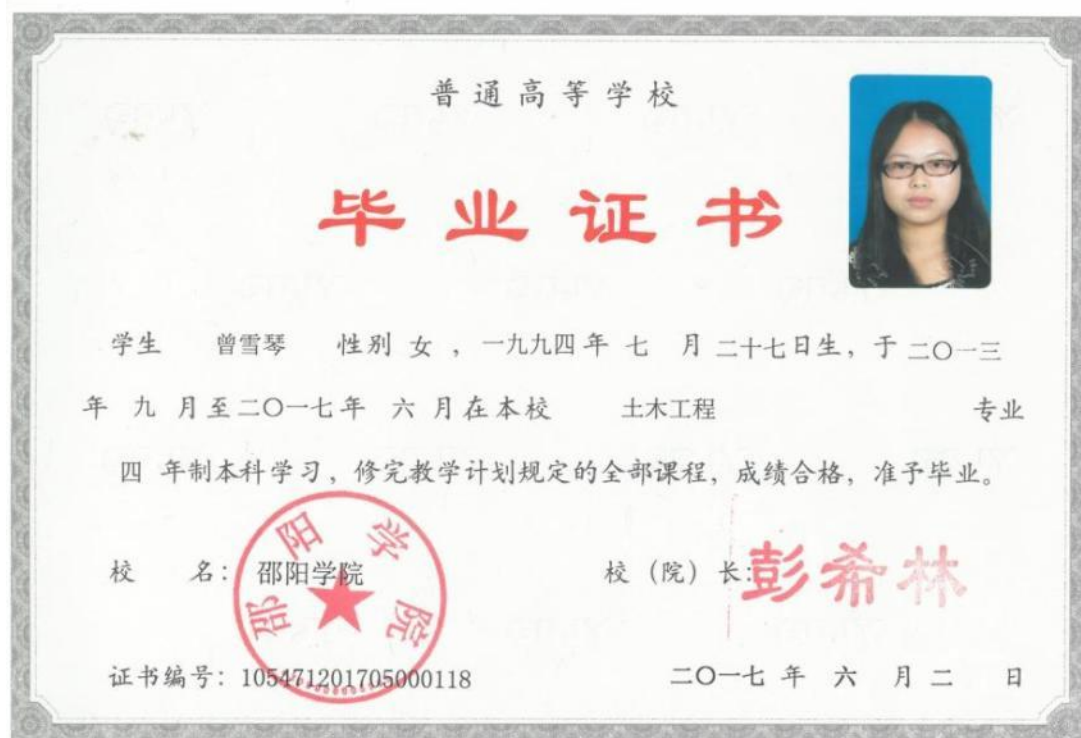 普通高等学校
毕业证书
学生 曾雪琴 性别 女 ，一九九四年 七 月二十七日生，于二〇一三
年 九 月至二〇一七年 六 月在本校 土木工程 专业
四 年制本科学习，修完教学计划规定的全部课程，成绩合格，准予毕业。
邵阳学院
校 名：邵阳学院 校（院）长：彭希林
证书编号：105471201705000118 二〇一七 年 六 月 二 日